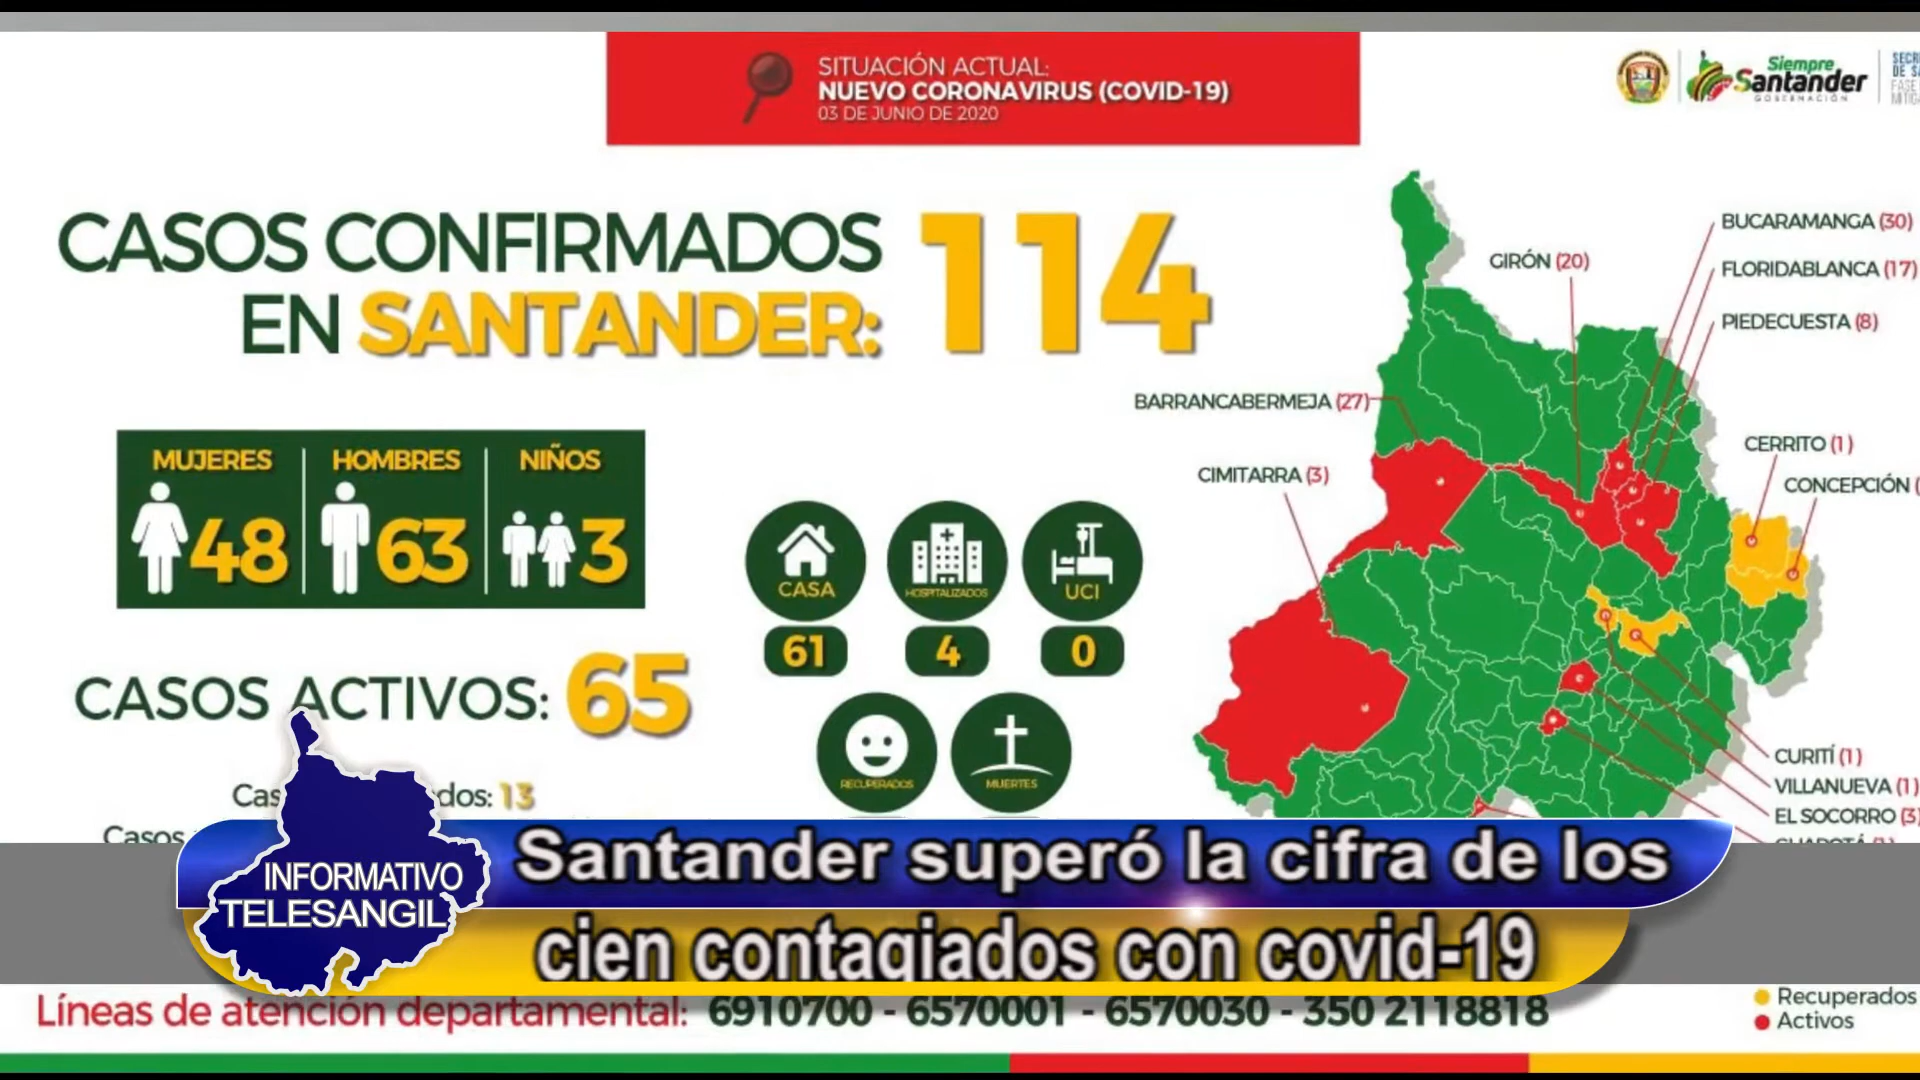 SITUACIÓN ACTUAL:
NUEVO CORONAVIRUS (COVID-19)
03 DE JUNIO DE 2020
Siempre
Santander
GOBERNACIÓN
CASOS CONFIRMADOS
EN SANTANDER:
114
MUJERES
48
HOMBRES
63
NIÑOS
3
CASA
61
HOSPITALIZADOS
4
UCI
0
CASOS ACTIVOS: 65
RECUPERADOS
MUERTES
dos: 13
Casos
BUCARAMANGA (30)
GIRÓN (20)
FLORIDABLANCA (17)
PIEDECUESTA (8)
BARRANCABERMEJA (27)
CERRITO (1)
CIMITARRA (3)
CONCEPCIÓN (
CURITÍ (1)
VILLANUEVA (1)
EL SOCORRO (3)
INFORMATIVO
TELESANGIL
Santander superó la cifra de los
cien contagiados con covid-19
Líneas de atención departamental: 6910700 - 6570001 - 6570030 - 350 2118818
Recuperados
Activos